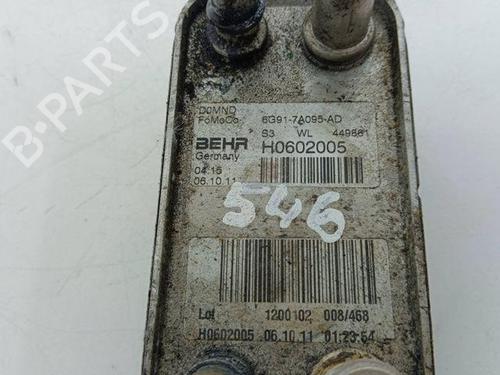 D0MND
FoMoCo 6G91-7A095-AD
S3 WL 449881
BEHR H0602005
Germany
04.15
06.10.11
546
Lot 1200102 008/468
H0602005 06.10.11 01:23:54
B-PARTS